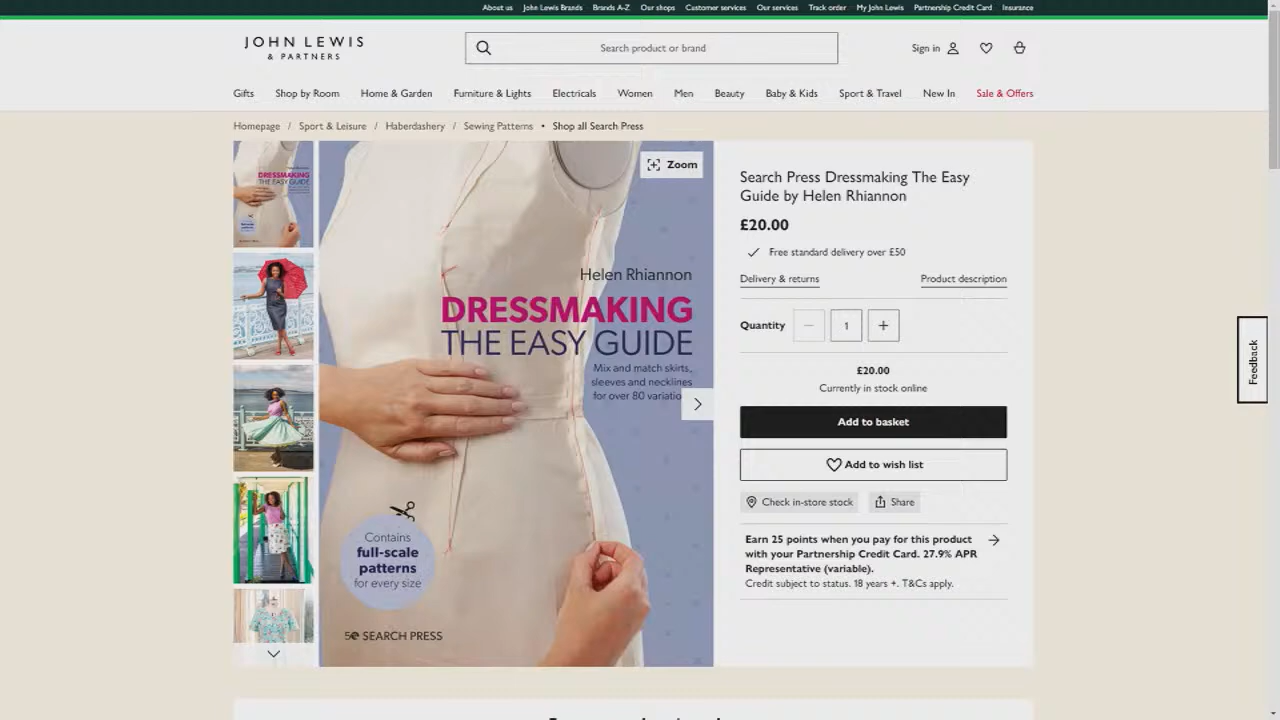 About us John Lewis Brands Brands A-Z Our shops Customer services Our services Track order My John Lewis Partnership Credit Card Insurance
JOHN LEWIS
& PARTNERS
Search product or brand
Sign in
Gifts Shop by Room Home & Garden Furniture & Lights Electricals Women Men Beauty Baby & Kids Sport & Travel New In Sale & Offers
Homepage / Sport & Leisure / Haberdashery / Sewing Patterns • Shop all Search Press
DRESSMAKING
THE EASY GUIDE
Zoom
Helen Rhiannon
DRESSMAKING
THE EASY GUIDE
Mix and match skirts,
sleeves and necklines
for over 80
Contains
full-scale
patterns
for every size
SEARCH PRESS
Search Press Dressmaking The Easy
Guide by Helen Rhiannon
£20.00
Free standard delivery over £50
Delivery & returns Product description
Quantity 1 +
£20.00
Currently in stock online
Add to basket
Add to wish list
Check in-store stock Share
Earn 25 points when you pay for this product
with your Partnership Credit Card. 27.9% APR
Representative (variable).
Credit subject to status. 18 years +. T&Cs apply.
Feedback